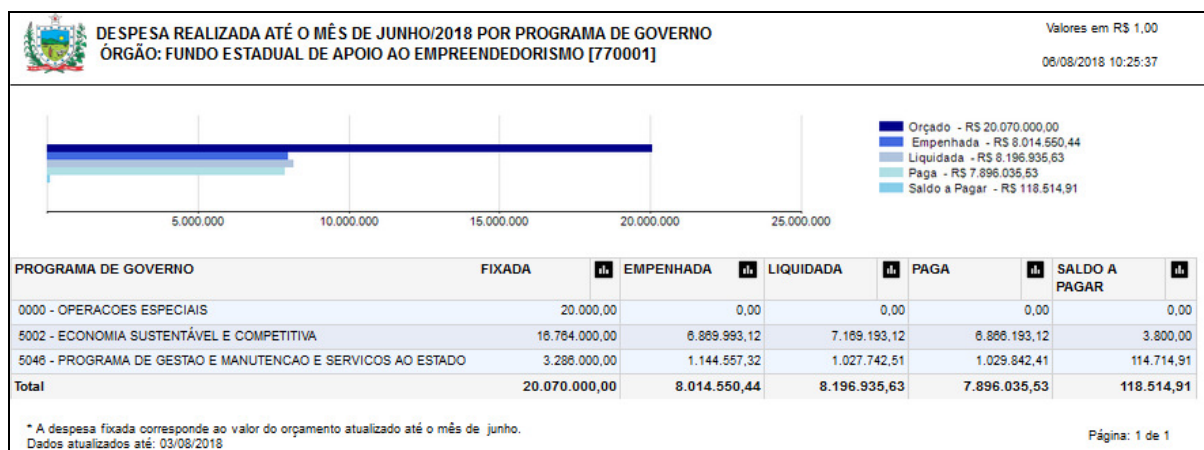 DESPESA REALIZADA ATÉ O MÊS DE JUNHO/2018 POR PROGRAMA DE GOVERNO
ÓRGÃO: FUNDO ESTADUAL DE APOIO AO EMPREENDEDORISMO [770001]
Valores em R$ 1,00
06/08/2018 10:25:37
Orçado - R$ 20.070.000,00
Empenhada - R$ 8.014.550,44
Liquidada - R$ 8.196.935,63
Paga - R$ 7.896.035,53
Saldo a Pagar - R$ 118.514,91
5.000.000 10.000.000 15.000.000 20.000.000 25.000.000
PROGRAMA DE GOVERNO FIXADA EMPENHADA LIQUIDADA PAGA SALDO A PAGAR
0000 - OPERACOES ESPECIAIS 20.000,00 0,00 0,00 0,00 0,00
5002 - ECONOMIA SUSTENTÁVEL E COMPETITIVA 16.764.000,00 6.869.993,12 7.169.193,12 6.866.193,12 3.800,00
5046 - PROGRAMA DE GESTAO E MANUTENCAO E SERVICOS AO ESTADO 3.286.000,00 1.144.557,32 1.027.742,51 1.029.842,41 114.714,91
Total 20.070.000,00 8.014.550,44 8.196.935,63 7.896.035,53 118.514,91
* A despesa fixada corresponde ao valor do orçamento atualizado até o mês de junho.
Dados atualizados até: 03/08/2018
Página: 1 de 1